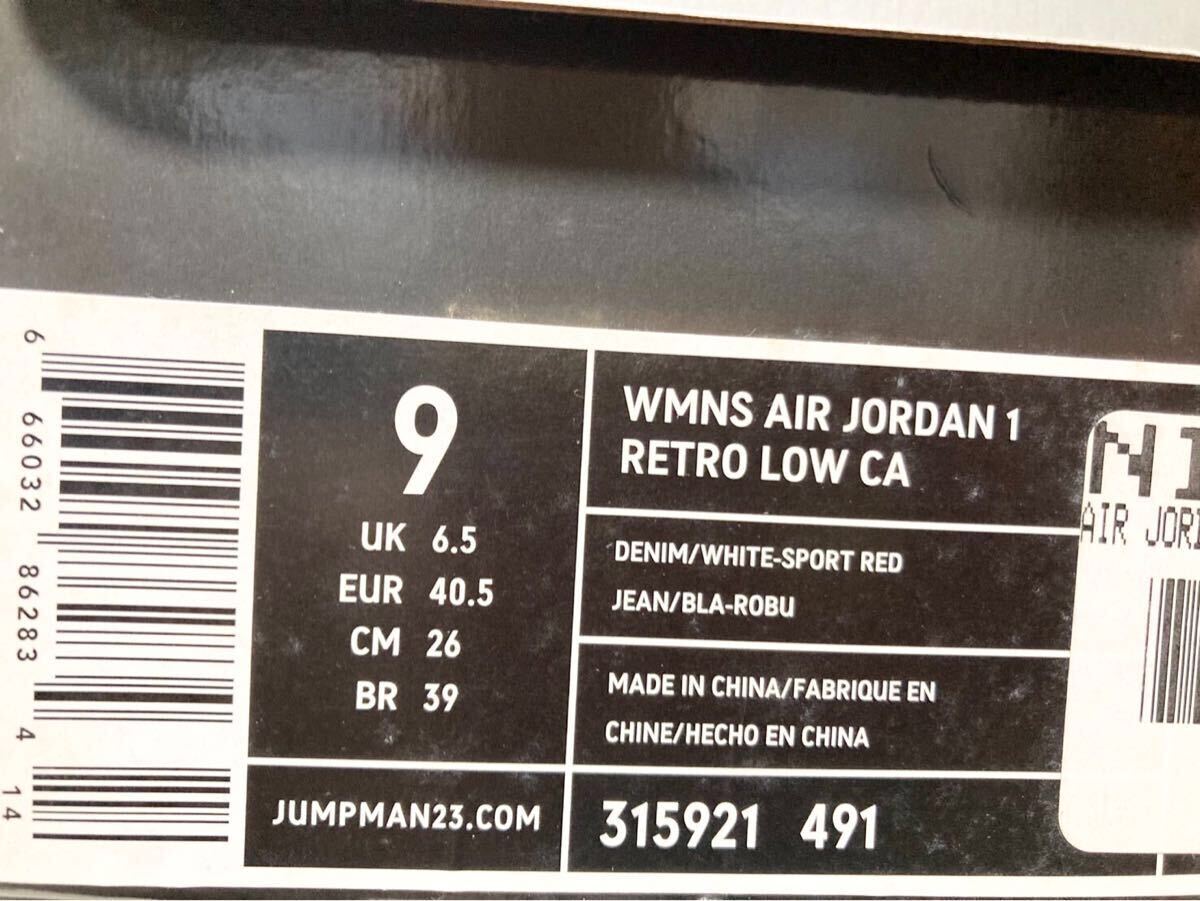 6 66032 86283 4 14
9
UK 6.5
EUR 40.5
CM 26
BR 39
JUMPMAN23.COM
WMNS AIR JORDAN 1
RETRO LOW CA
DENIM/WHITE-SPORT RED
JEAN/BLA-ROBU
MADE IN CHINA/FABRIQUE EN
CHINE/HECHO EN CHINA
315921 491
AIR